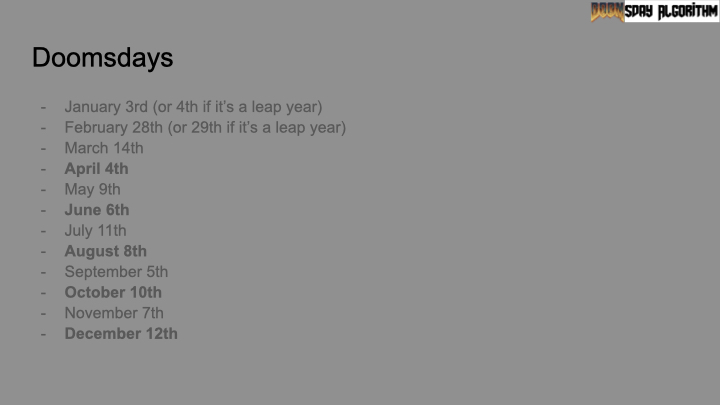 DOOMSDAY ALGORITHM
Doomsdays
- January 3rd (or 4th if it's a leap year)
- February 28th (or 29th if it's a leap year)
- March 14th
- April 4th
- May 9th
- June 6th
- July 11th
- August 8th
- September 5th
- October 10th
- November 7th
- December 12th